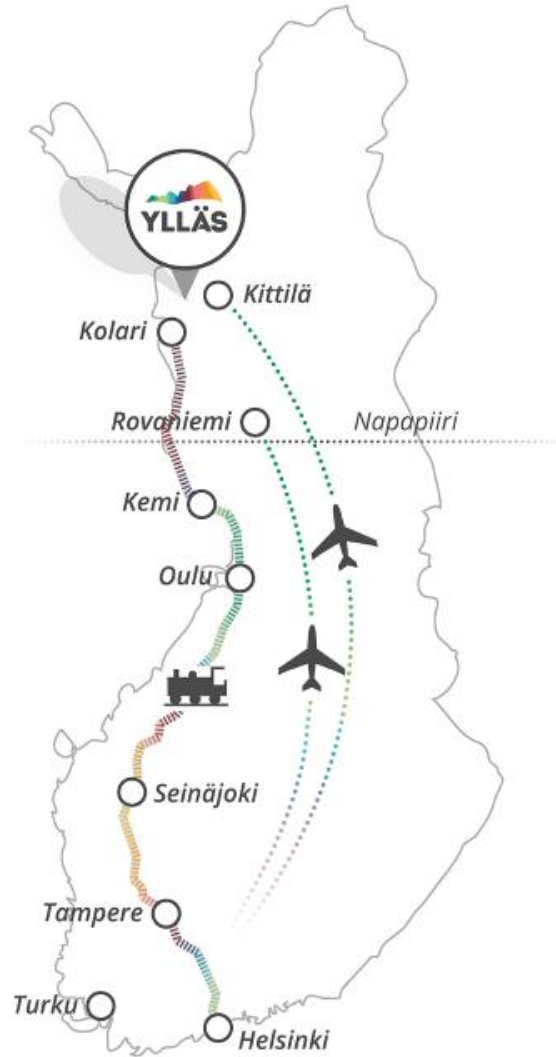 YLLÄS
Kittilä
Kolari
Rovaniemi
Napapiiri
Kemi
Oulu
Seinäjoki
Tampere
Turku
Helsinki